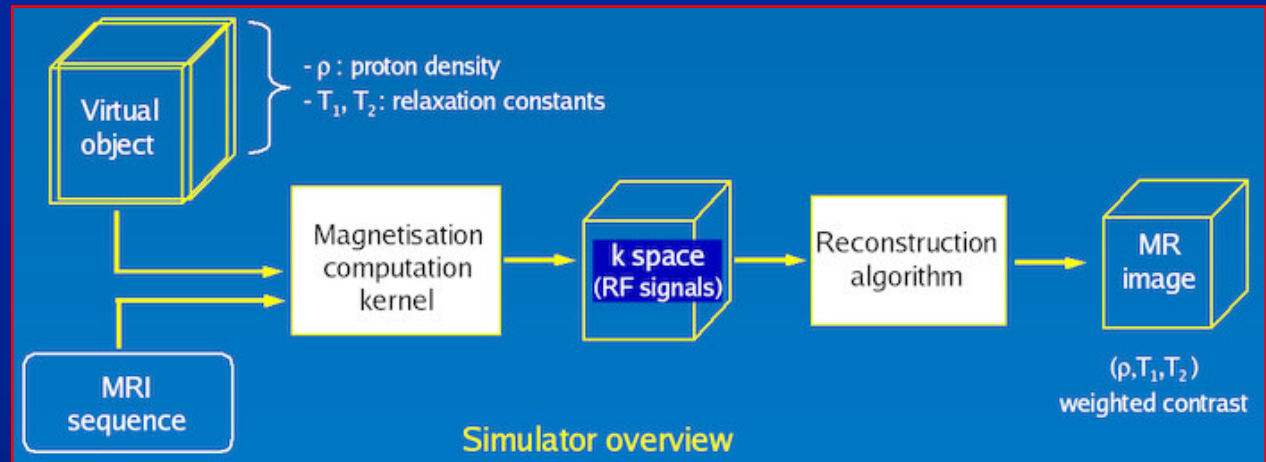 - ρ : proton density
- T₁, T₂ : relaxation constants
Virtual
object
Magnetisation
computation
kernel
k space
(RF signals)
Reconstruction
algorithm
MR
image
MRI
sequence
(ρ,T₁,T₂)
weighted contrast
Simulator overview